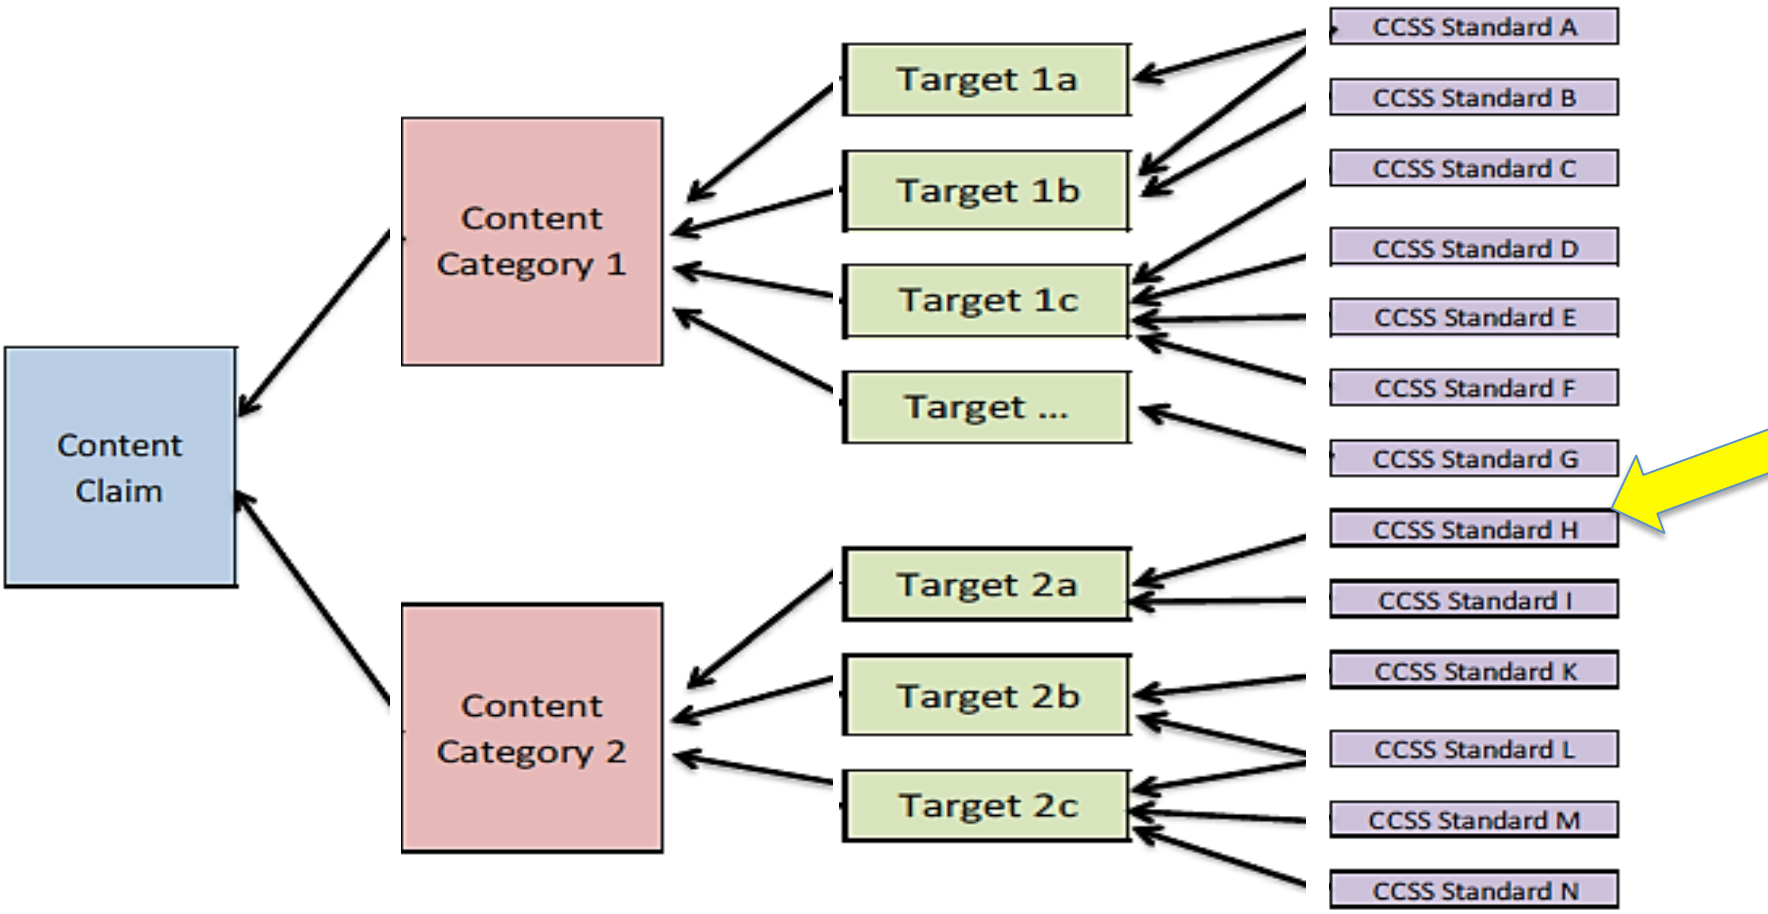 Content
Claim
Content
Category 1
Content
Category 2
Target 1a
Target 1b
Target 1c
Target ...
Target 2a
Target 2b
Target 2c
CCSS Standard A
CCSS Standard B
CCSS Standard C
CCSS Standard D
CCSS Standard E
CCSS Standard F
CCSS Standard G
CCSS Standard H
CCSS Standard I
CCSS Standard K
CCSS Standard L
CCSS Standard M
CCSS Standard N